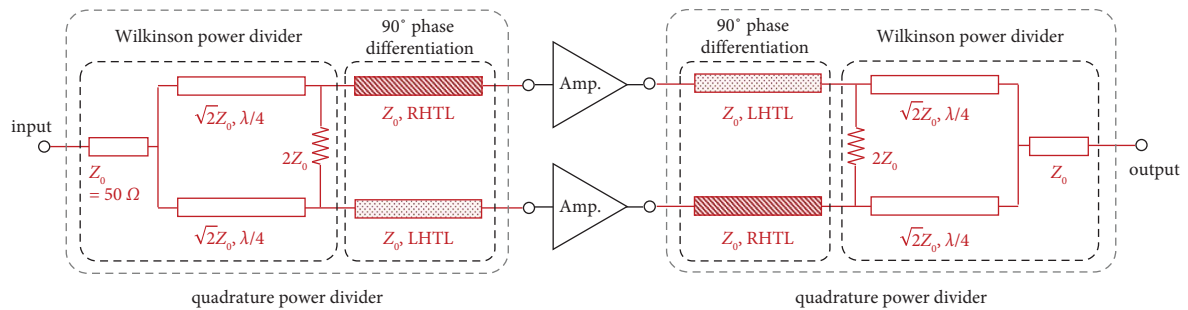 Wilkinson power divider
90° phase
differentiation
90° phase
differentiation
Wilkinson power divider
Amp.
√2Z₀, λ/4
Z₀, RHTL
Z₀, LHTL
√2Z₀, λ/4
input
2Z₀
2Z₀
output
Z₀
= 50 Ω
Z₀
Amp.
√2Z₀, λ/4
Z₀, LHTL
Z₀, RHTL
√2Z₀, λ/4
quadrature power divider
quadrature power divider